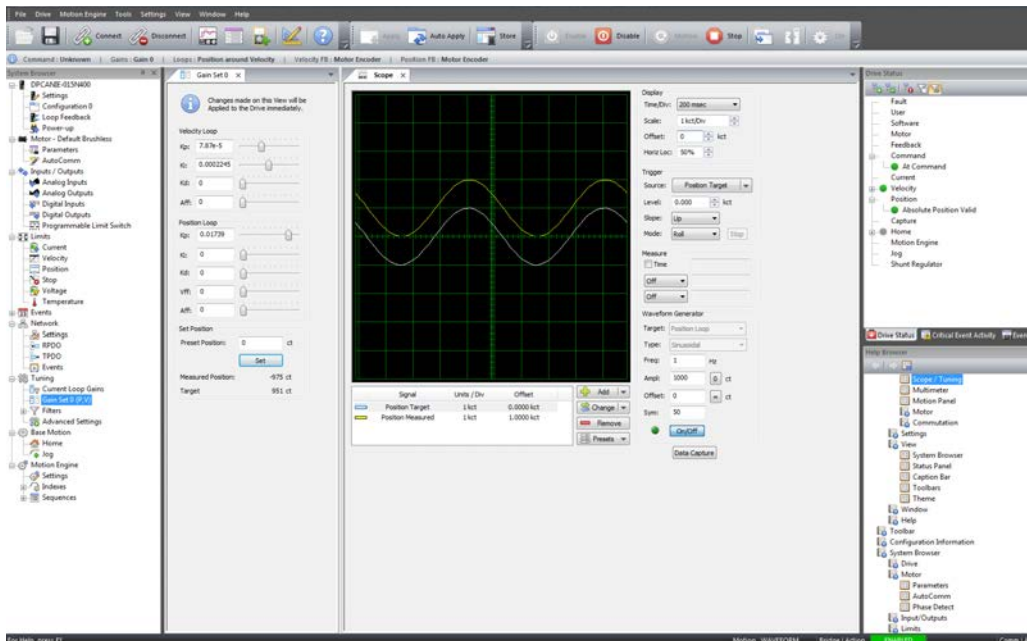 File Drive Motion Engine Tools Settings View Window Help
Connect Disconnect Apply Auto Apply Store Enable Disable Motion Stop
Command : Unknown | Gains : Gain 0 | Loops : Position around Velocity | Velocity FB : Motor Encoder | Position FB : Motor Encoder
System Browser
DPCANIE-015N400
Settings
Configuration 0
Loop Feedback
Power-up
Motor - Default Brushless
Parameters
AutoComm
Inputs / Outputs
Analog Inputs
Analog Outputs
Digital Inputs
Digital Outputs
Programmable Limit Switch
Limits
Current
Velocity
Position
Stop
Voltage
Temperature
Events
Network
Settings
RPDO
TPDO
Events
Tuning
Current Loop Gains
Gain Set 0 (P,V)
Filters
Advanced Settings
Base Motion
Home
Jog
Motion Engine
Settings
Indexes
Sequences
Gain Set 0
Changes made on this View will be
Applied to the Drive immediately.
Velocity Loop
Kp: 7.87e-5
Ki: 0.0002245
Kd: 0
Aff: 0
Position Loop
Kp: 0.01739
Ki: 0
Kd: 0
Vff: 0
Aff: 0
Set Position
Preset Position: 0 ct
Set
Measured Position: -975 ct
Target 951 ct
Scope
Signal Units / Div Offset
Position Target 1 kct 0.0000 kct
Position Measured 1 kct 1.0000 kct
Add
Change
Remove
Presets
Display
Time/Div: 200 msec
Scale: 1 kct/Div
Offset: 0 kct
Horiz Loc: 50%
Trigger
Source: Position Target
Level: 0.000 kct
Slope: Up
Mode: Roll Stop
Measure
Time
Off
Off
Waveform Generator
Target: Position Loop
Type: Sinusoidal
Freq: 1 Hz
Ampl: 1000 0 ct
Offset: 0 = ct
Sym: 50
On/Off
Data Capture
Drive Status
Fault
User
Software
Motor
Feedback
Command
At Command
Current
Velocity
Position
Absolute Position Valid
Capture
Home
Motion Engine
Jog
Shunt Regulator
Drive Status Critical Event Activity
Help Browser
Scope / Tuning
Multimeter
Motion Panel
Motor
Commutation
Settings
View
System Browser
Status Panel
Caption Bar
Toolbars
Theme
Window
Help
Toolbar
Configuration Information
System Browser
Drive
Motor
Parameters
AutoComm
Phase Detect
Input/Outputs
Limits
For Help, press F1
Motion WAVEFORM Bridge / Action ENABLED